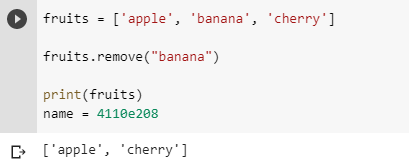 fruits = ['apple', 'banana', 'cherry']
fruits.remove("banana")
print(fruits)
name = 4110e208
['apple', 'cherry']